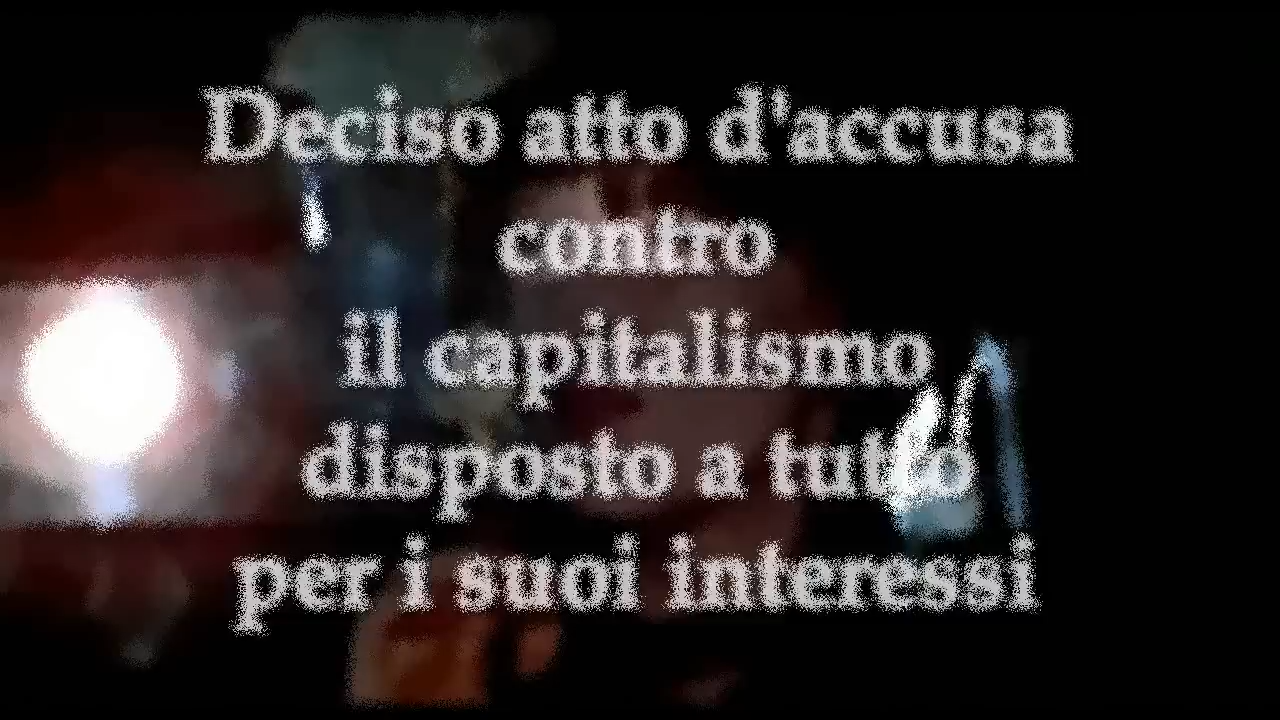 Deciso atto d'accusa
contro
il capitalismo
disposto a tutto
per i suoi interessi